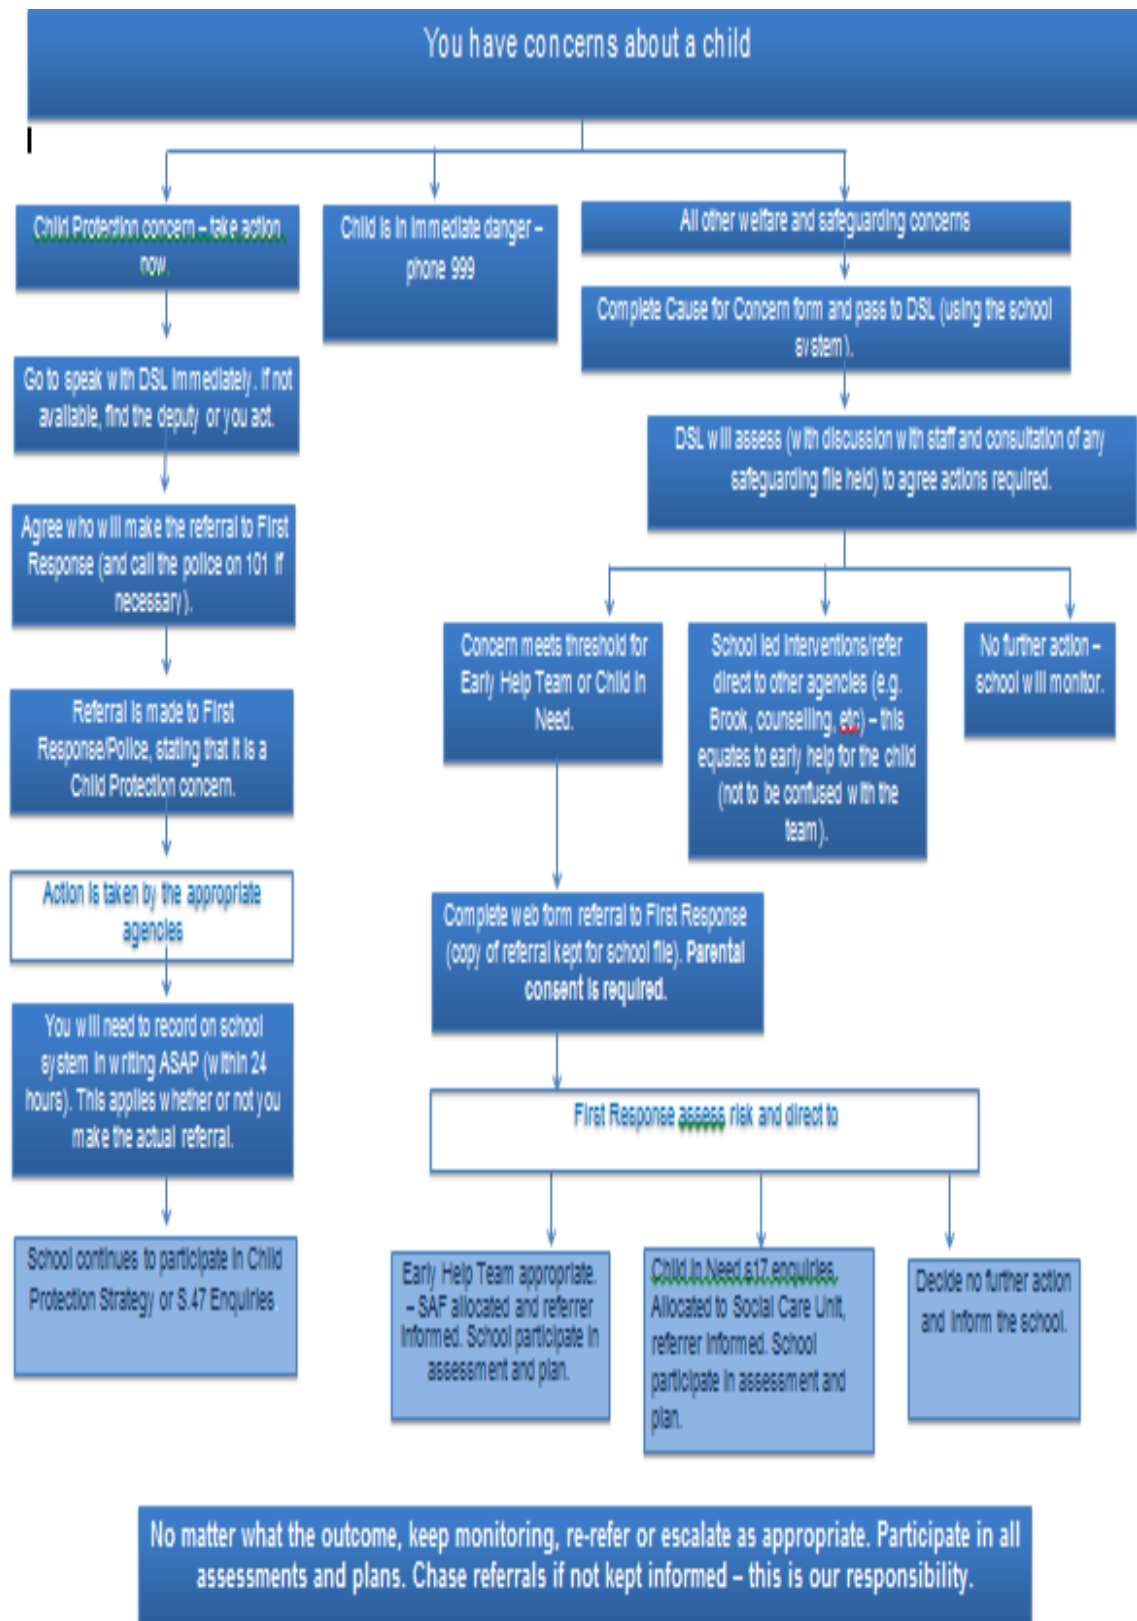 You have concerns about a child
Child Protection concern – take action
now.
Child is in immediate danger –
phone 999
All other welfare and safeguarding concerns
Complete Cause for Concern form and pass to DSL (using the school
system).
Go to speak with DSL immediately. If not
available, find the deputy or you act.
DSL will assess (with discussion with staff and consultation of any
safeguarding file held) to agree actions required.
Agree who will make the referral to First
Response (and call the police on 101 if
necessary).
Concern meets threshold for
Early Help Team or Child in
Need.
School led interventions/refer
direct to other agencies (e.g.
Brook, counselling, etc) – this
equates to early help for the child
(not to be confused with the
team).
No further action –
school will monitor.
Referral is made to First
Response/Police, stating that it is a
Child Protection concern.
Action is taken by the appropriate
agencies
Complete web form referral to First Response
(copy of referral kept for school file). Parental
consent is required.
You will need to record on school
system in writing ASAP (within 24
hours). This applies whether or not you
make the actual referral.
First Response assess risk and direct to
School continues to participate in Child
Protection Strategy or S.47 Enquiries
Early Help Team appropriate.
– SAF allocated and referrer
informed. School participate in
assessment and plan.
Child in Need s17 enquiries.
Allocated to Social Care Unit,
referrer informed. School
participate in assessment and
plan.
Decide no further action
and inform the school.
No matter what the outcome, keep monitoring, re-refer or escalate as appropriate. Participate in all
assessments and plans. Chase referrals if not kept informed – this is our responsibility.